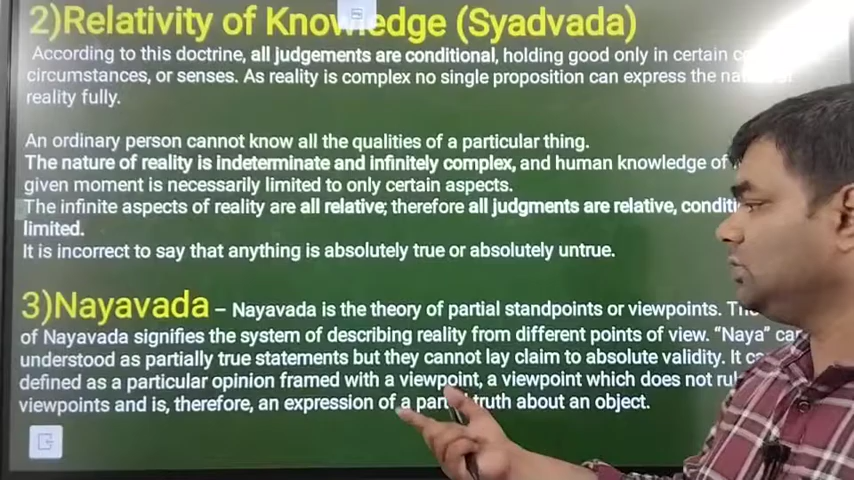 2)Relativity of Knowledge (Syadvada)
According to this doctrine, all judgements are conditional, holding good only in certain
circumstances, or senses. As reality is complex no single proposition can express the
reality fully.
An ordinary person cannot know all the qualities of a particular thing.
The nature of reality is indeterminate and infinitely complex, and human knowledge of
given moment is necessarily limited to only certain aspects.
The infinite aspects of reality are all relative; therefore all judgments are relative,
limited.
It is incorrect to say that anything is absolutely true or absolutely untrue.
3)Nayavada – Nayavada is the theory of partial standpoints or viewpoints.
of Nayavada signifies the system of describing reality from different points of view. "Naya"
understood as partially true statements but they cannot lay claim to absolute validity. It
defined as a particular opinion framed with a viewpoint, a viewpoint which does not
viewpoints and is, therefore, an expression of a truth about an object.